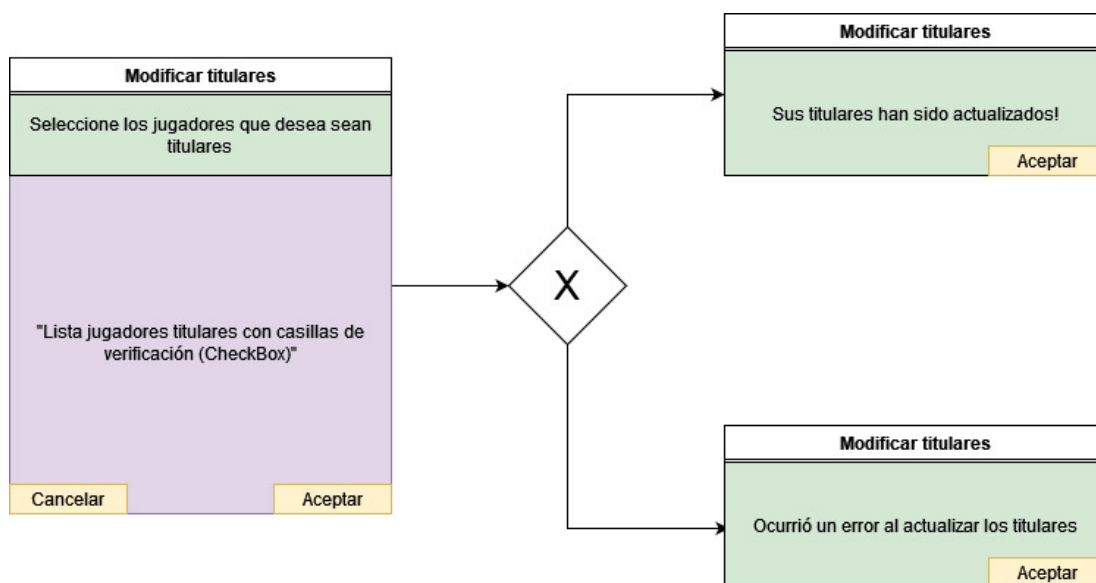 Modificar titulares
Seleccione los jugadores que desea sean
titulares
"Lista jugadores titulares con casillas de
verificación (CheckBox)"
Cancelar
Aceptar
X
Modificar titulares
Sus titulares han sido actualizados!
Aceptar
Modificar titulares
Ocurrió un error al actualizar los titulares
Aceptar